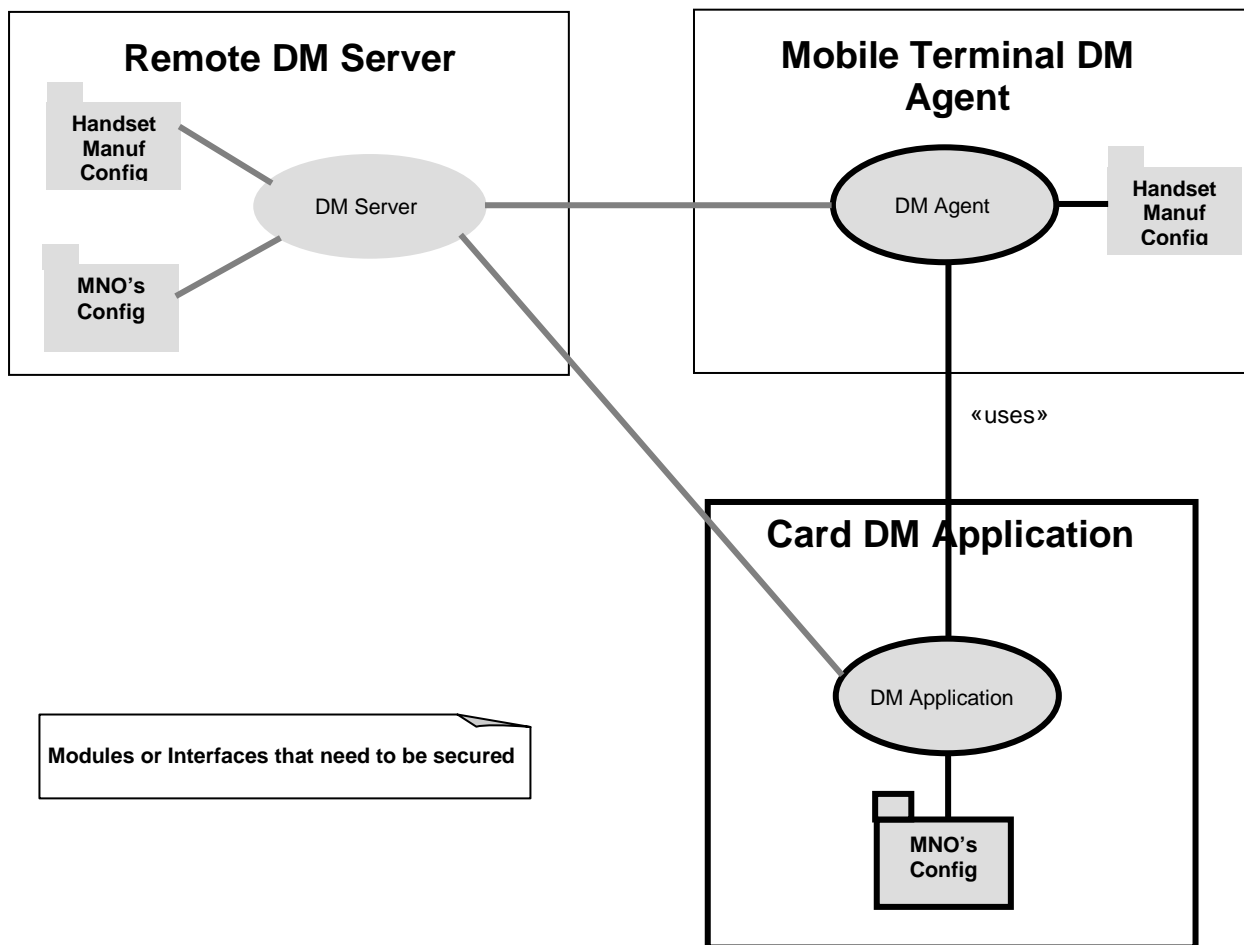 Remote DM Server
Handset
Manuf
Config
DM Server
MNO's
Config
Mobile Terminal DM
Agent
DM Agent
Handset
Manuf
Config
«uses»
Card DM Application
DM Application
MNO's
Config
Modules or Interfaces that need to be secured